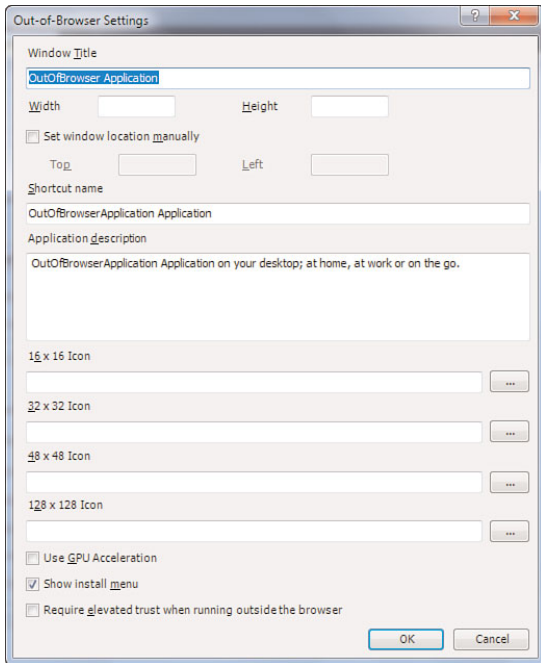 Out-of-Browser Settings
Window Title
OutOfBrowser Application
Width Height
Set window location manually
Top Left
Shortcut name
OutOfBrowserApplication Application
Application description
OutOfBrowserApplication Application on your desktop; at home, at work or on the go.
16 x 16 Icon
...
32 x 32 Icon
...
48 x 48 Icon
...
128 x 128 Icon
...
Use GPU Acceleration
Show install menu
Require elevated trust when running outside the browser
OK Cancel